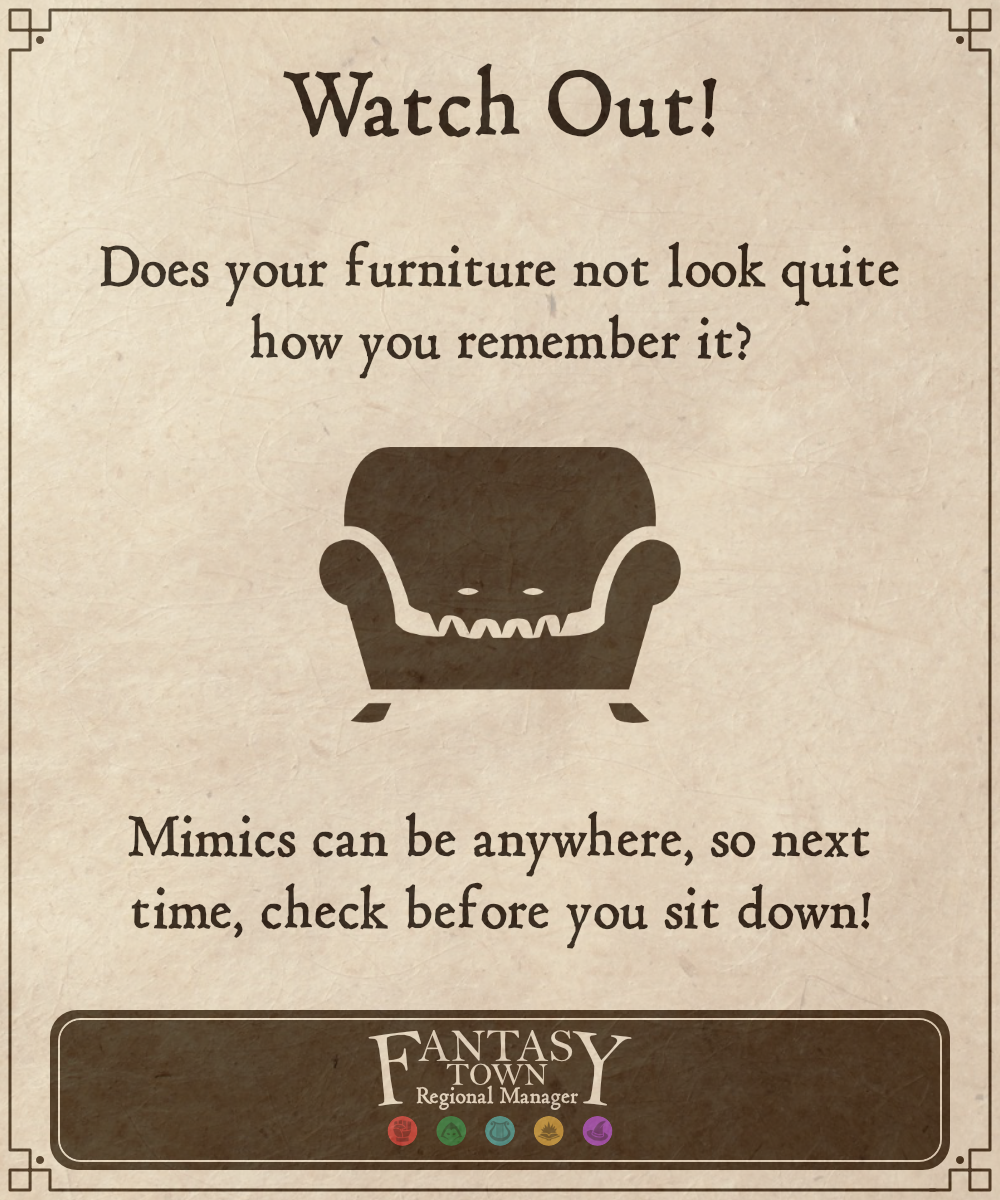 Watch Out!
Does your furniture not look quite
how you remember it?
Mimics can be anywhere, so next
time, check before you sit down!
FANTASY
TOWN
Regional Manager